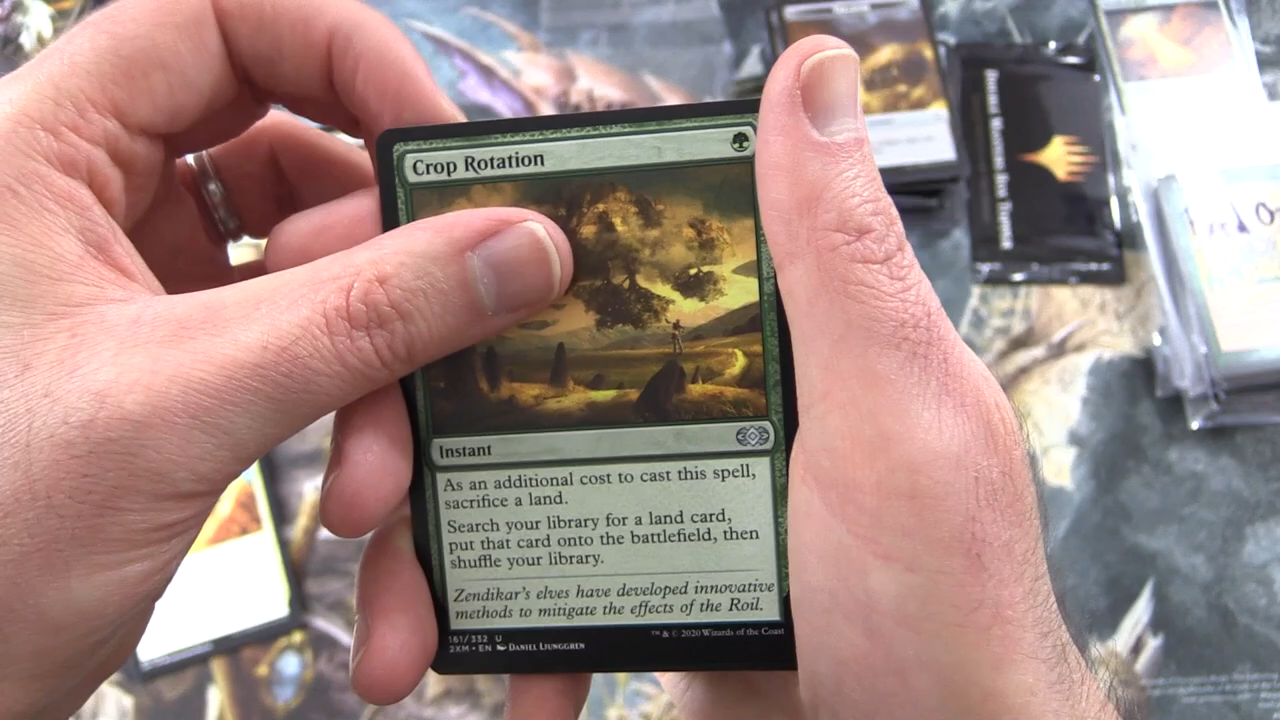 Crop Rotation
Instant
As an additional cost to cast this spell,
sacrifice a land.
Search your library for a land card,
put that card onto the battlefield, then
shuffle your library.
Zendikar's elves have developed innovative
methods to mitigate the effects of the Roil.
161/332 U
™ & © 2020 Wizards of the Coast
2XM • EN DANIEL LJUNGGREN